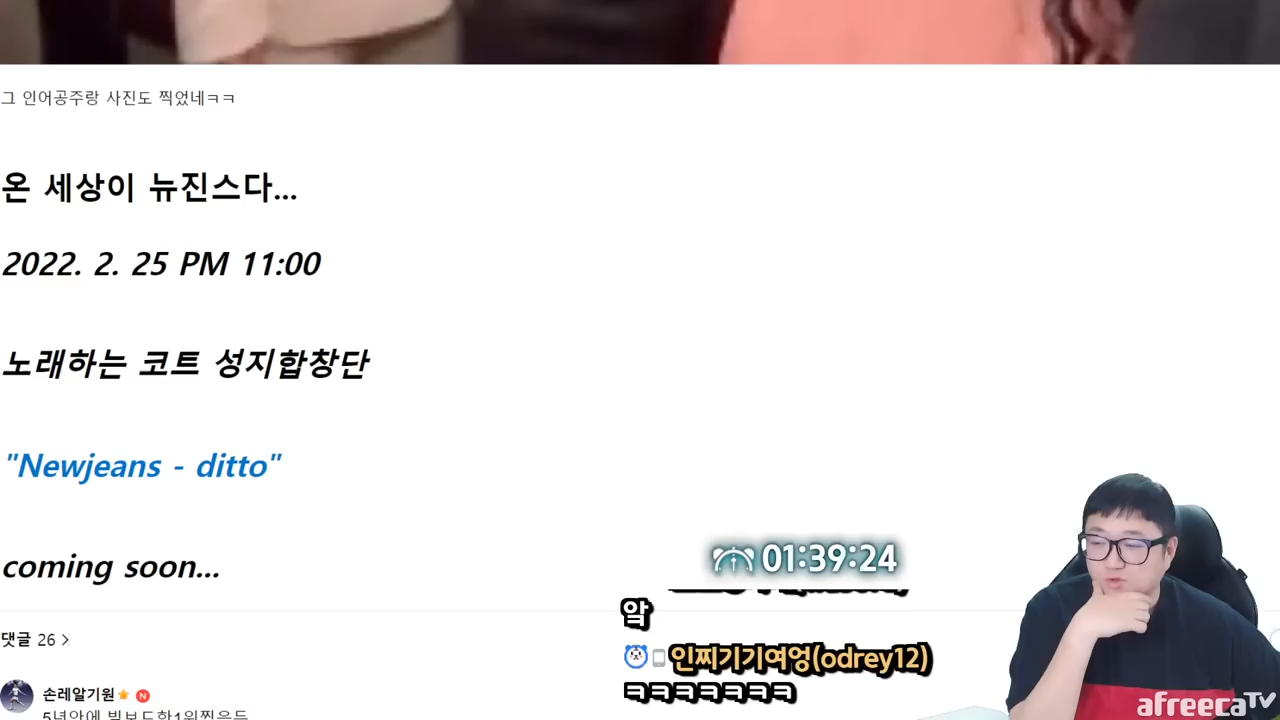 그 인어공주랑 사진도 찍었네ㅋㅋ
온 세상이 뉴진스다...
2022. 2. 25 PM 11:00
노래하는 코트 성지합창단
"Newjeans - ditto"
coming soon...
01:39:24
앜
인찌기기여엉(odrey12)
ㅋㅋㅋㅋㅋㅋㅋ
댓글 26 >
손레알기원 N
afreecaTV